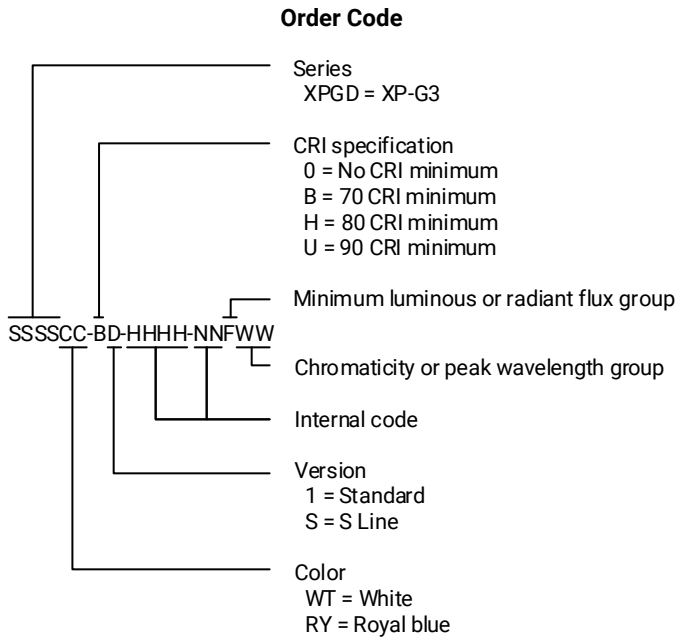 Order Code
Series
XPGD = XP-G3
CRI specification
0 = No CRI minimum
B = 70 CRI minimum
H = 80 CRI minimum
U = 90 CRI minimum
Minimum luminous or radiant flux group
SSSSCC-BD-HHHH-NNFWW
Chromaticity or peak wavelength group
Internal code
Version
1 = Standard
S = S Line
Color
WT = White
RY = Royal blue